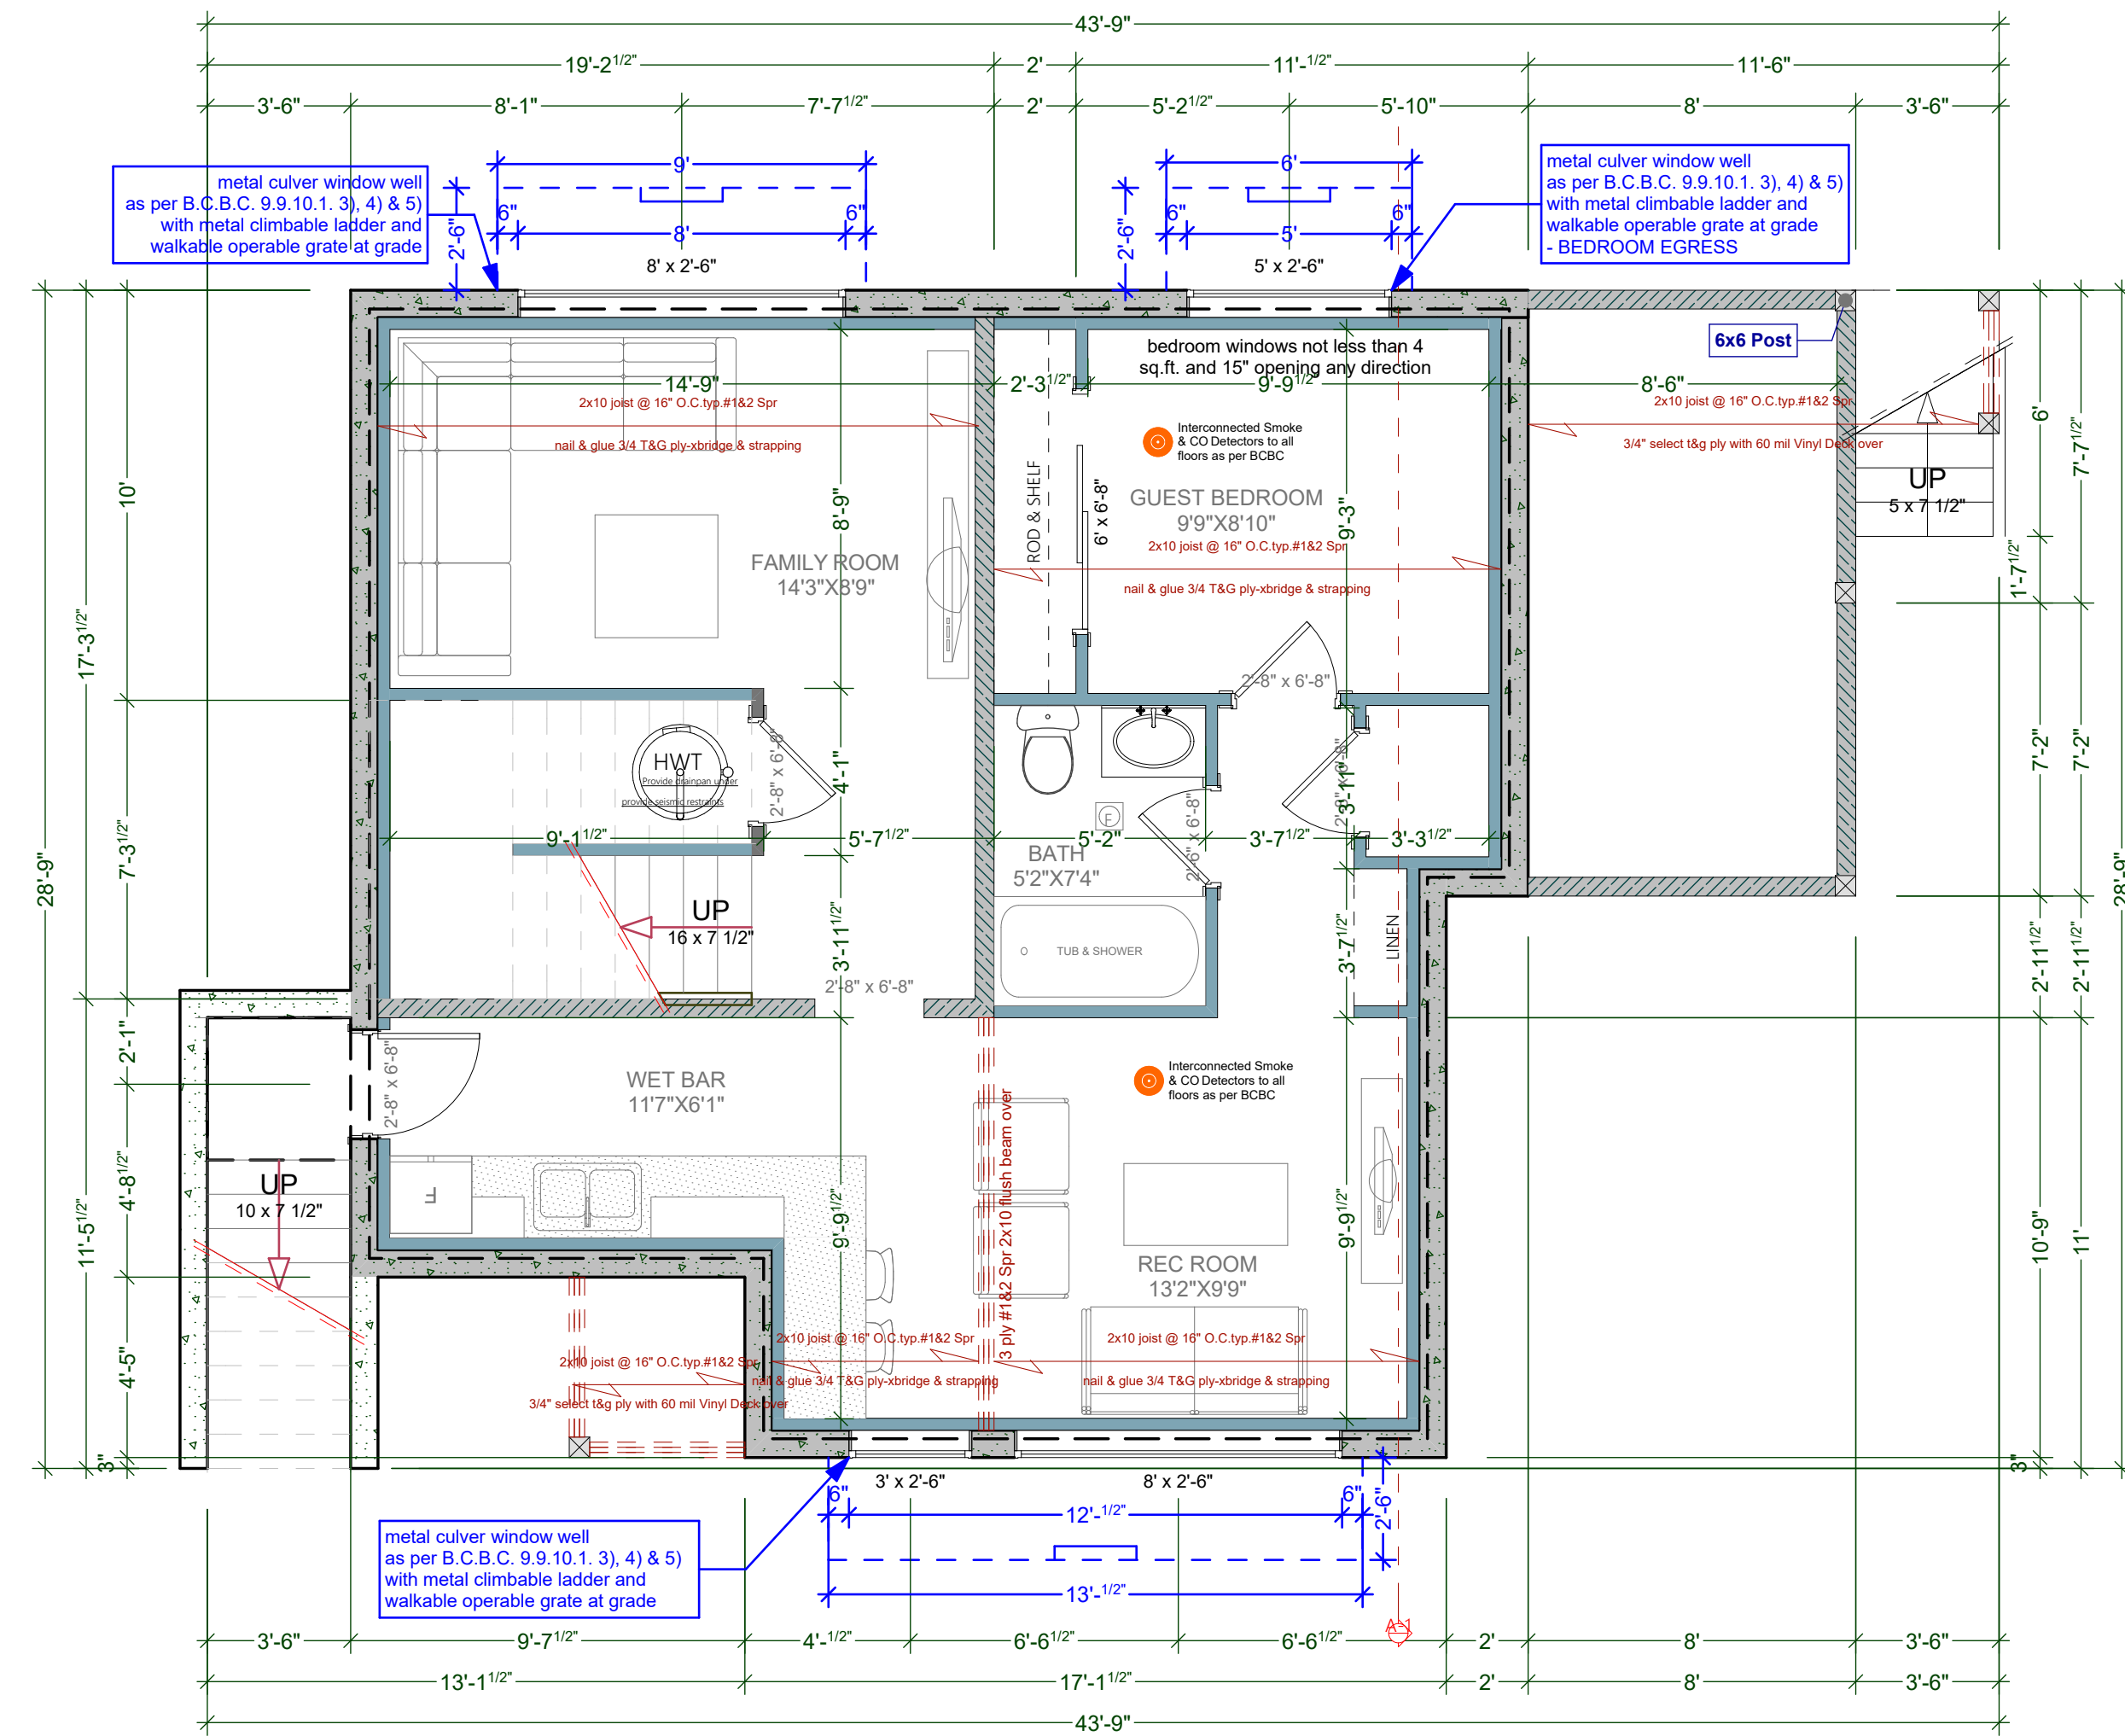 43'-9"
19'-2 1/2"
2'
11'- 1/2"
11'-6"
3'-6"
8'-1"
7'-7 1/2"
2'
5'-2 1/2"
5'-10"
8'
3'-6"
metal culver window well
as per B.C.B.C. 9.9.10.1. 3), 4) & 5)
with metal climbable ladder and
walkable operable grate at grade
9'
6"
6"
8'
2'-6"
8' x 2'-6"
6'
6"
6"
5'
2'-6"
5' x 2'-6"
metal culver window well
as per B.C.B.C. 9.9.10.1. 3), 4) & 5)
with metal climbable ladder and
walkable operable grate at grade
- BEDROOM EGRESS
6x6 Post
bedroom windows not less than 4
sq.ft. and 15" opening any direction
14'-9"
2'-3 1/2"
9'-9 1/2"
8'-6"
2x10 joist @ 16" O.C.typ.#1&2 Spr
nail & glue 3/4 T&G ply-xbridge & strapping
2x10 joist @ 16" O.C.typ.#1&2 Spr
3/4" select t&g ply with 60 mil Vinyl Deck over
Interconnected Smoke
& CO Detectors to all
floors as per BCBC
ROD & SHELF
6' x 6'-8"
GUEST BEDROOM
9'9"X8'10"
2x10 joist @ 16" O.C.typ.#1&2 Spr
nail & glue 3/4 T&G ply-xbridge & strapping
8'-9"
9'-3"
FAMILY ROOM
14'3"X8'9"
UP
5 x 7 1/2"
6'
7'-7 1/2"
1'-7 1/2"
10'
17'-3 1/2"
28'-9"
7'-3 1/2"
2'-8" x 6'-8"
HWT
Provide drainpan under
provide seismic restraints
2'-8" x 6'-8"
4'-1"
2'-8" x 6'-8"
3'-11"
7'-2"
7'-2"
28'-9"
9'-1 1/2"
5'-7 1/2"
5'-2"
3'-7 1/2"
3'-3 1/2"
F
BATH
5'2"X7'4"
2'-6" x 6'-8"
UP
16 x 7 1/2"
3'-11 1/2"
TUB & SHOWER
3'-7 1/2"
LINEN
2'-11 1/2"
2'-11 1/2"
2'-8" x 6'-8"
2'-1"
2'-8" x 6'-8"
WET BAR
11'7"X6'1"
Interconnected Smoke
& CO Detectors to all
floors as per BCBC
3 ply #1&2 Spr 2x10 flush beam over
UP
10 x 7 1/2"
F
4'-8 1/2"
11'-5 1/2"
9'-9 1/2"
9'-9 1/2"
10'-9"
11'
REC ROOM
13'2"X9'9"
2x10 joist @ 16" O.C.typ.#1&2 Spr
2x10 joist @ 16" O.C.typ.#1&2 Spr
2x10 joist @ 16" O.C.typ.#1&2 Spr
nail & glue 3/4 T&G ply-xbridge & strapping
nail & glue 3/4 T&G ply-xbridge & strapping
3/4" select t&g ply with 60 mil Vinyl Deck over
4'-5"
3"
3"
3' x 2'-6"
8' x 2'-6"
6"
12'- 1/2"
6"
2'-6"
13'- 1/2"
metal culver window well
as per B.C.B.C. 9.9.10.1. 3), 4) & 5)
with metal climbable ladder and
walkable operable grate at grade
A-1
3'-6"
9'-7 1/2"
4'- 1/2"
6'-6 1/2"
6'-6 1/2"
2'
8'
3'-6"
13'-1 1/2"
17'-1 1/2"
2'
8'
3'-6"
43'-9"